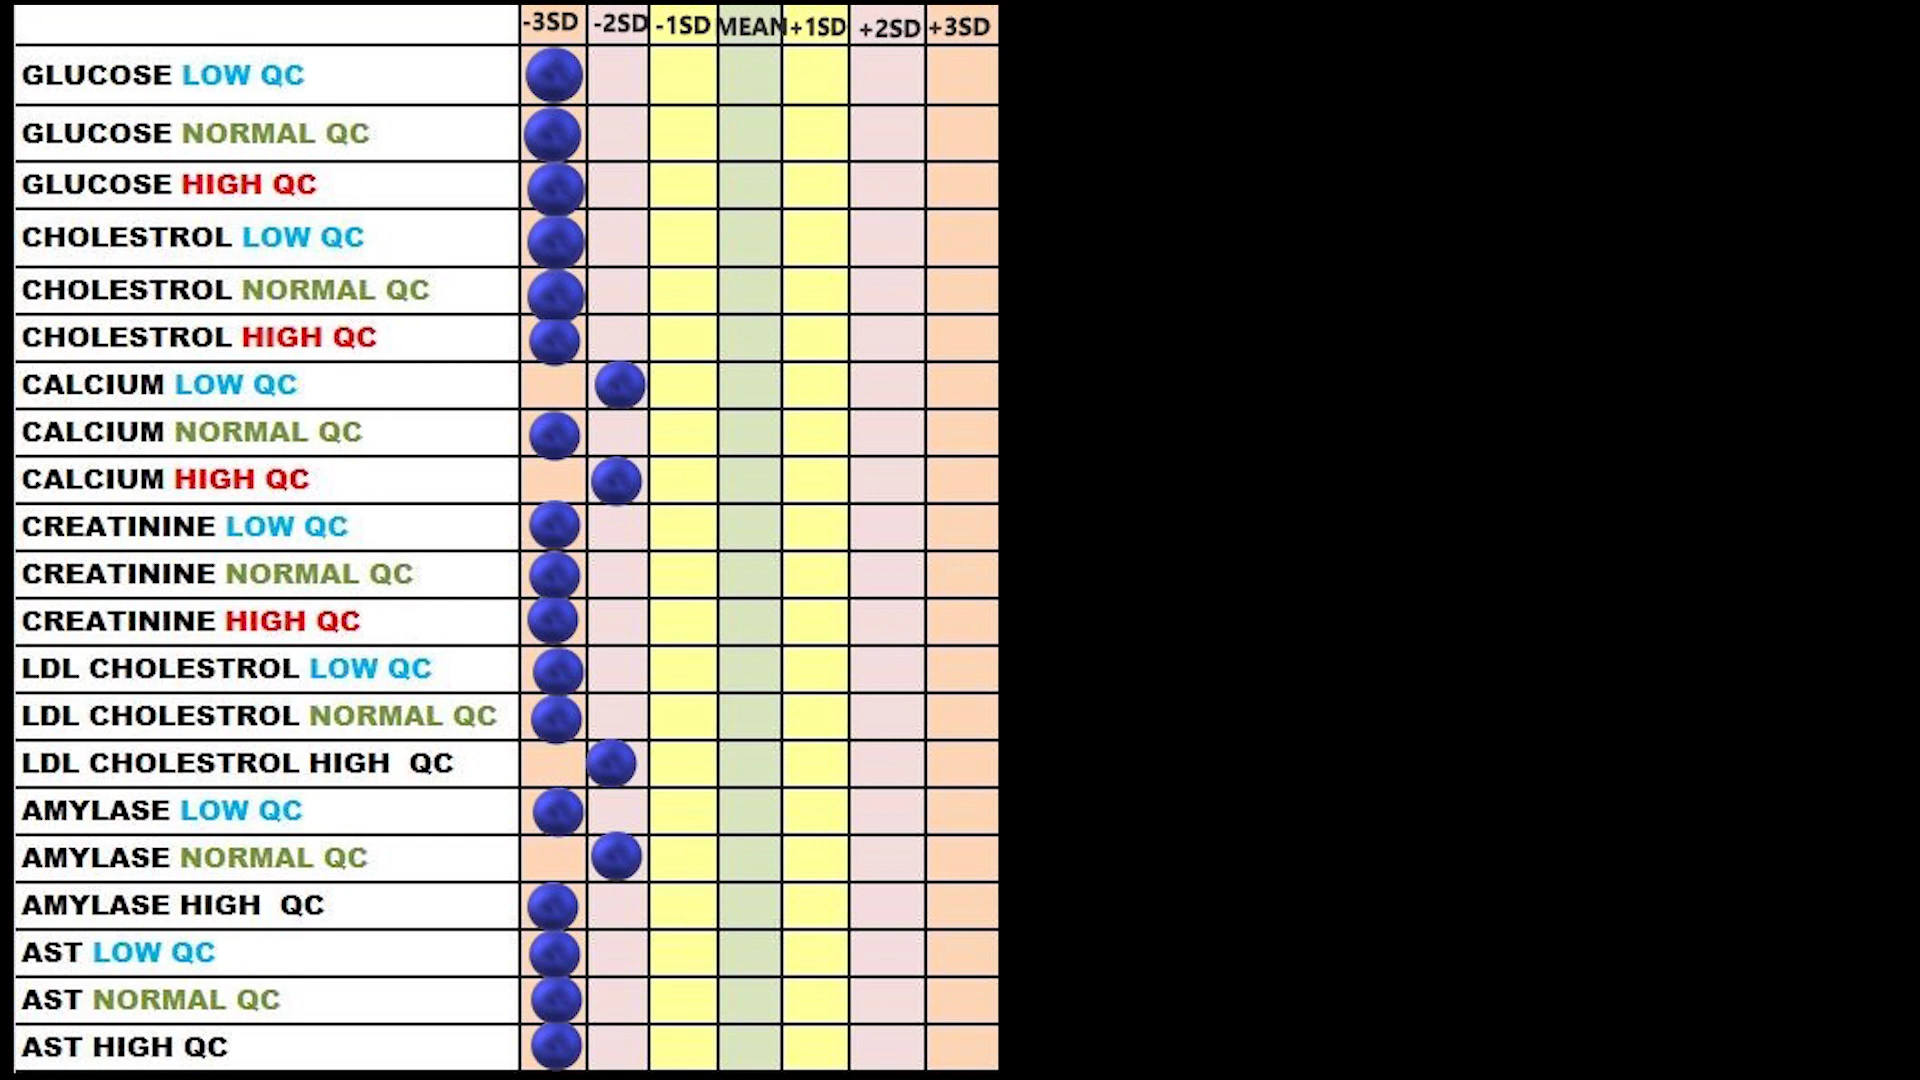 -3SD -2SD -1SD MEAN +1SD +2SD +3SD
GLUCOSE LOW QC
GLUCOSE NORMAL QC
GLUCOSE HIGH QC
CHOLESTROL LOW QC
CHOLESTROL NORMAL QC
CHOLESTROL HIGH QC
CALCIUM LOW QC
CALCIUM NORMAL QC
CALCIUM HIGH QC
CREATININE LOW QC
CREATININE NORMAL QC
CREATININE HIGH QC
LDL CHOLESTROL LOW QC
LDL CHOLESTROL NORMAL QC
LDL CHOLESTROL HIGH QC
AMYLASE LOW QC
AMYLASE NORMAL QC
AMYLASE HIGH QC
AST LOW QC
AST NORMAL QC
AST HIGH QC